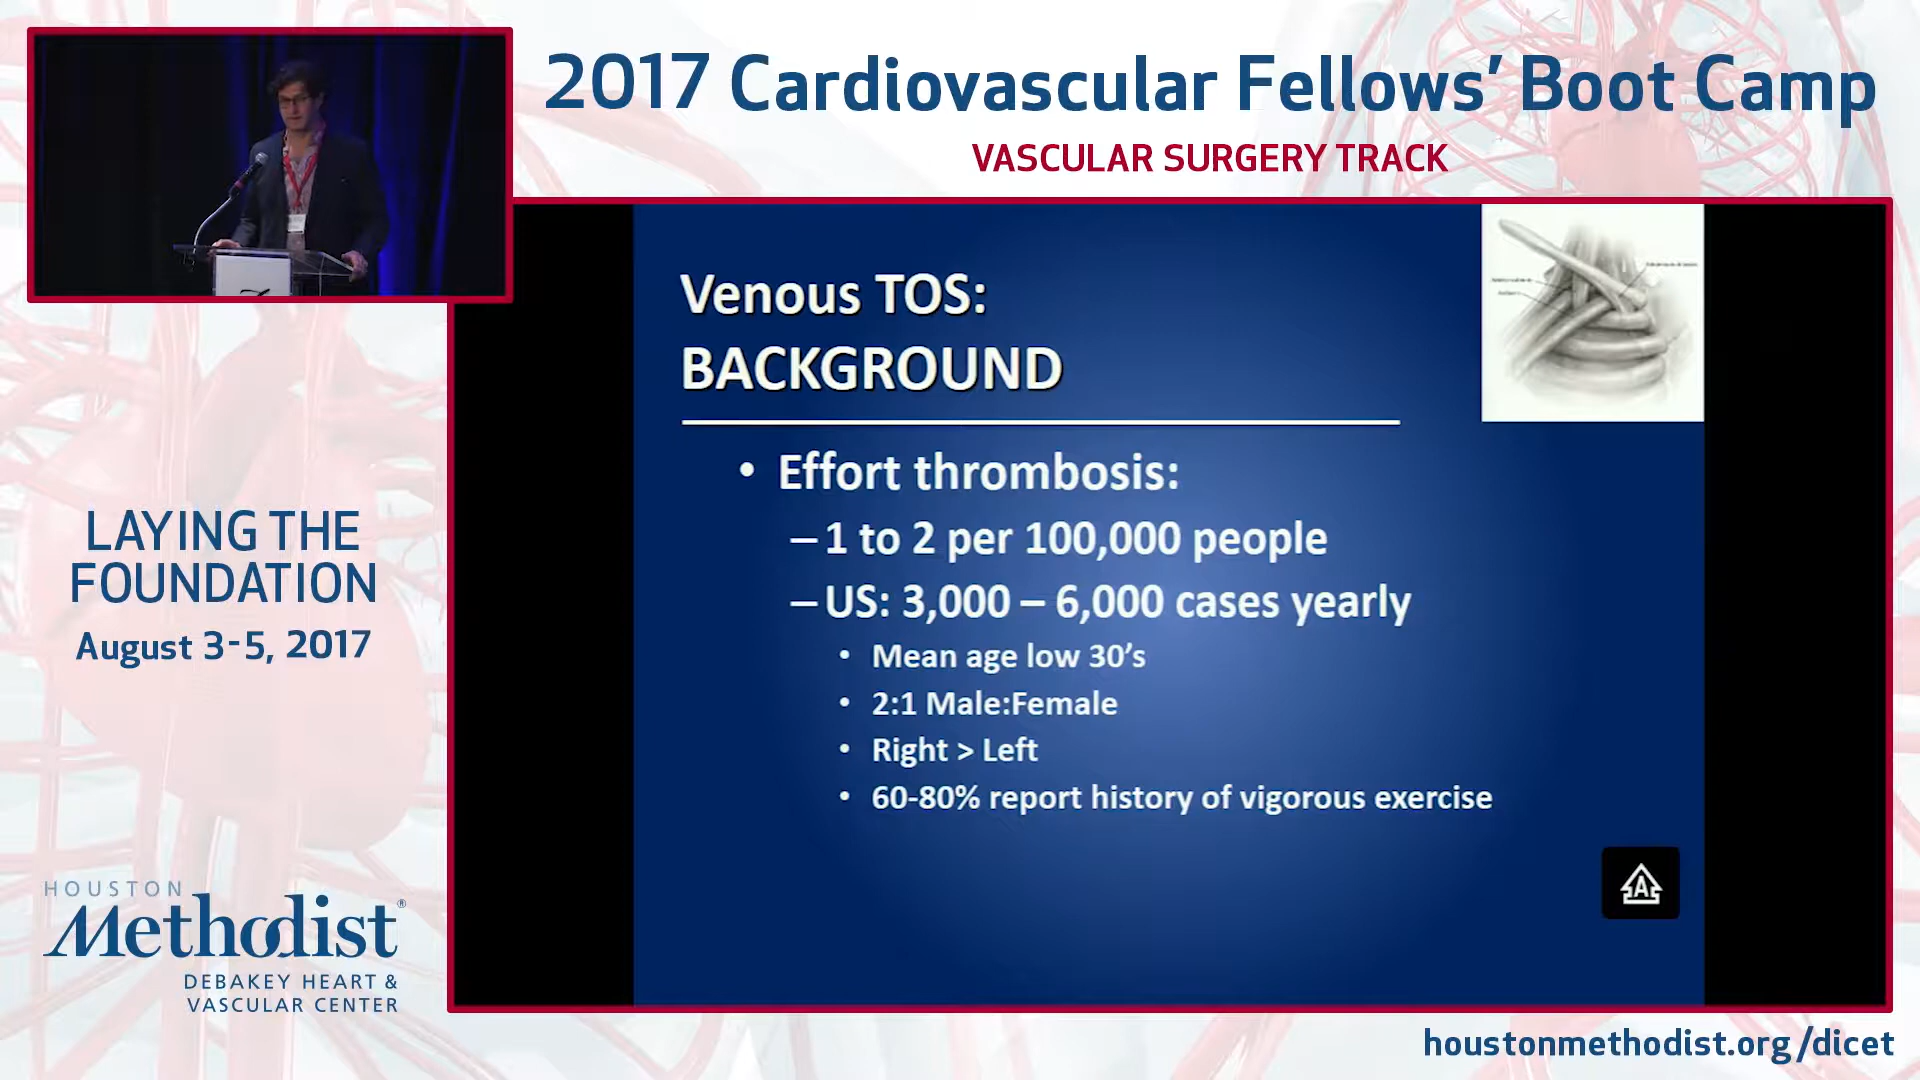 2017 Cardiovascular Fellows' Boot Camp
VASCULAR SURGERY TRACK
Venous TOS:
BACKGROUND
• Effort thrombosis:
– 1 to 2 per 100,000 people
– US: 3,000 – 6,000 cases yearly
• Mean age low 30's
• 2:1 Male:Female
• Right > Left
• 60-80% report history of vigorous exercise
A
LAYING THE
FOUNDATION
August 3-5, 2017
HOUSTON
Methodist®
DEBAKEY HEART &
VASCULAR CENTER
houstonmethodist.org/dicet